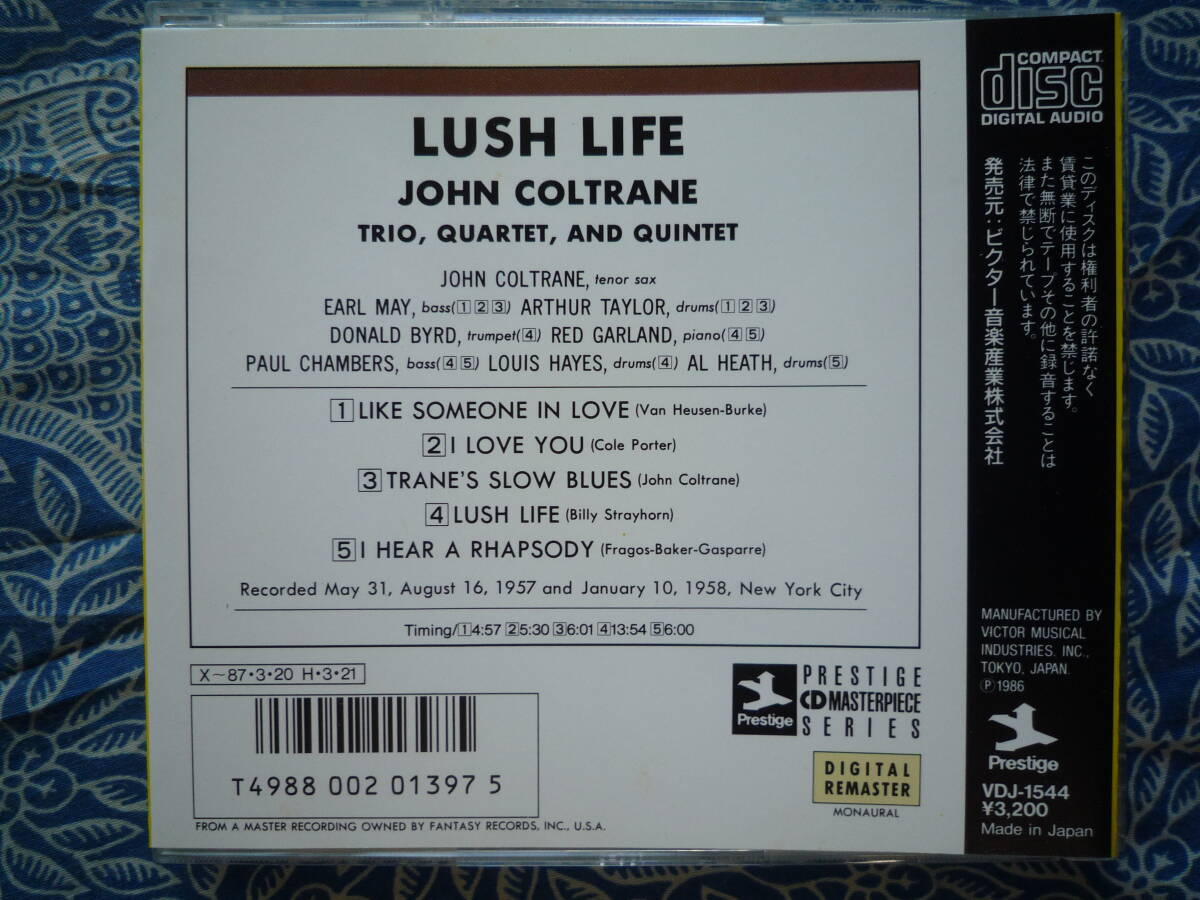 LUSH LIFE
JOHN COLTRANE
TRIO, QUARTET, AND QUINTET
JOHN COLTRANE, tenor sax
EARL MAY, bass(1 2 3) ARTHUR TAYLOR, drums(1 2 3)
DONALD BYRD, trumpet(4) RED GARLAND, piano(4 5)
PAUL CHAMBERS, bass(4 5) LOUIS HAYES, drums(4) AL HEATH, drums(5)
1 LIKE SOMEONE IN LOVE (Van Heusen-Burke)
2 I LOVE YOU (Cole Porter)
3 TRANE'S SLOW BLUES (John Coltrane)
4 LUSH LIFE (Billy Strayhorn)
5 I HEAR A RHAPSODY (Fragos-Baker-Gasparre)
Recorded May 31, August 16, 1957 and January 10, 1958, New York City
Timing/1 4:57 2 5:30 3 6:01 4 13:54 5 6:00
X～87・3・20 H・3・21
T4988 002 01397 5
FROM A MASTER RECORDING OWNED BY FANTASY RECORDS, INC., U.S.A.
Prestige
PRESTIGE
CD MASTERPIECE
SERIES
DIGITAL
REMASTER
MONAURAL
COMPACT
disc
DIGITAL AUDIO
このディスクは権利者の許諾なく
賃貸業に使用することを禁じます。
また無断でテープその他に録音することは
法律で禁じられています。
発売元:ビクター音楽産業株式会社
MANUFACTURED BY
VICTOR MUSICAL
INDUSTRIES. INC.,
TOKYO, JAPAN.
Ⓟ1986
Prestige
VDJ-1544
¥3,200
Made in Japan